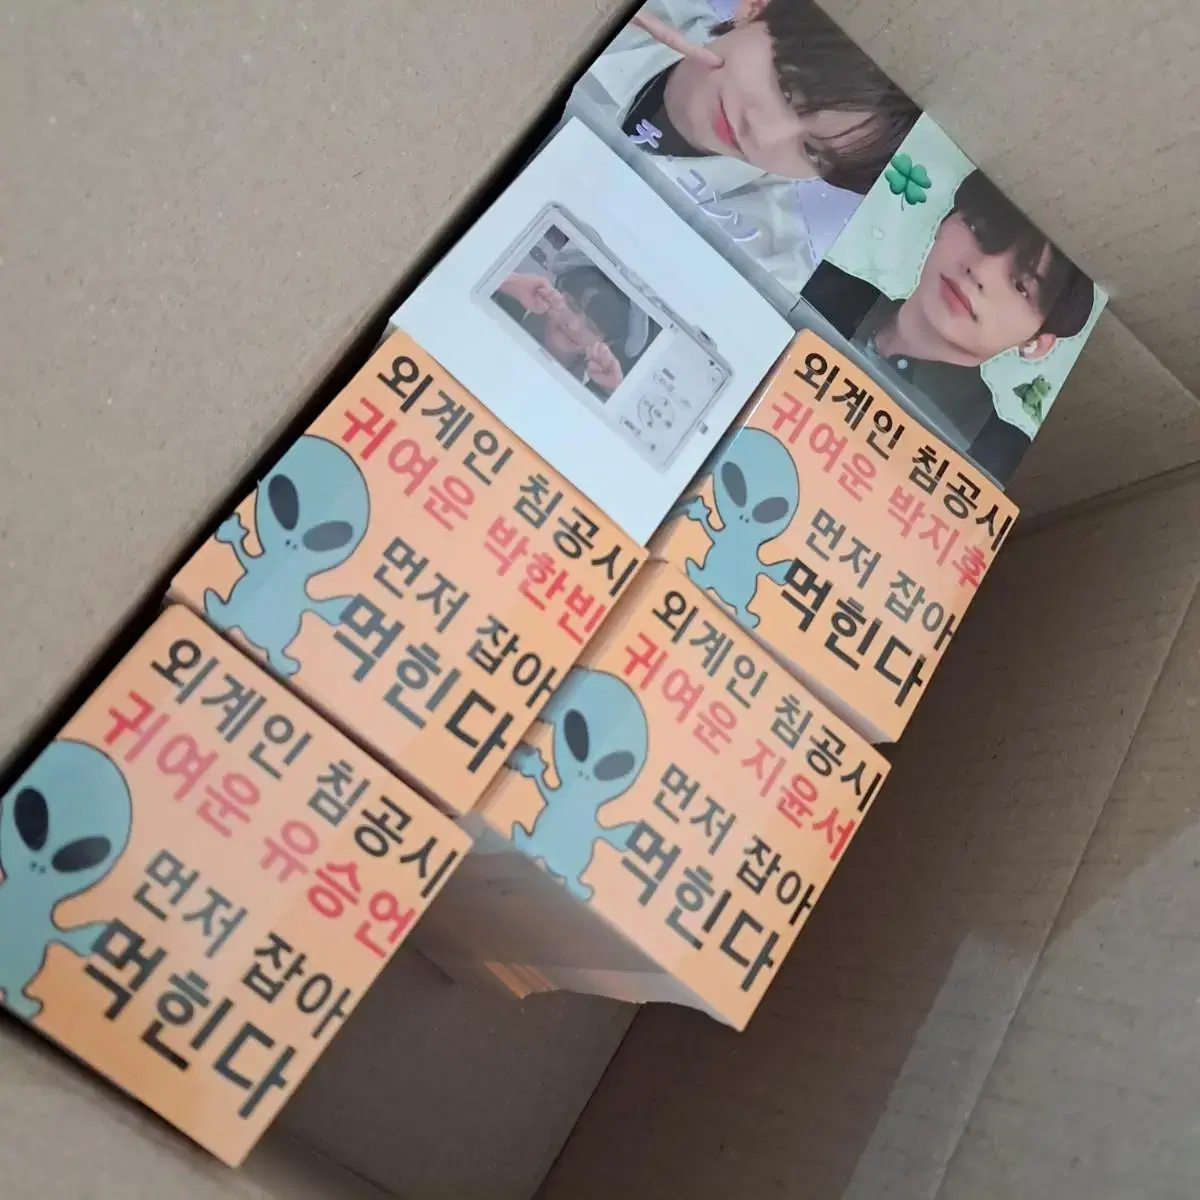 외계인 침공시
귀여운 박한빈
먼저 잡아
먹힌다
외계인 침공시
귀여운 박지후
먼저 잡아
먹힌다
외계인 침공시
귀여운 유승언
먼저 잡아
먹힌다
외계인 침공시
귀여운 지윤서
먼저 잡아
먹힌다